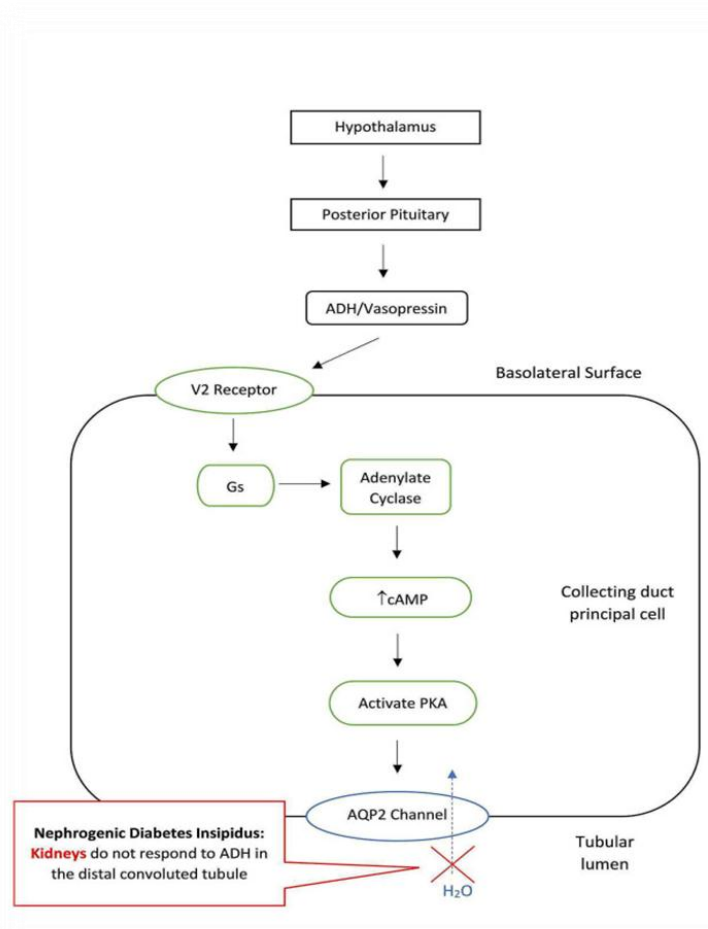 Hypothalamus
Posterior Pituitary
ADH/Vasopressin
Basolateral Surface
V2 Receptor
Gs
Adenylate
Cyclase
↑cAMP
Collecting duct
principal cell
Activate PKA
AQP2 Channel
Nephrogenic Diabetes Insipidus:
Kidneys do not respond to ADH in
the distal convoluted tubule
Tubular
lumen
H₂O